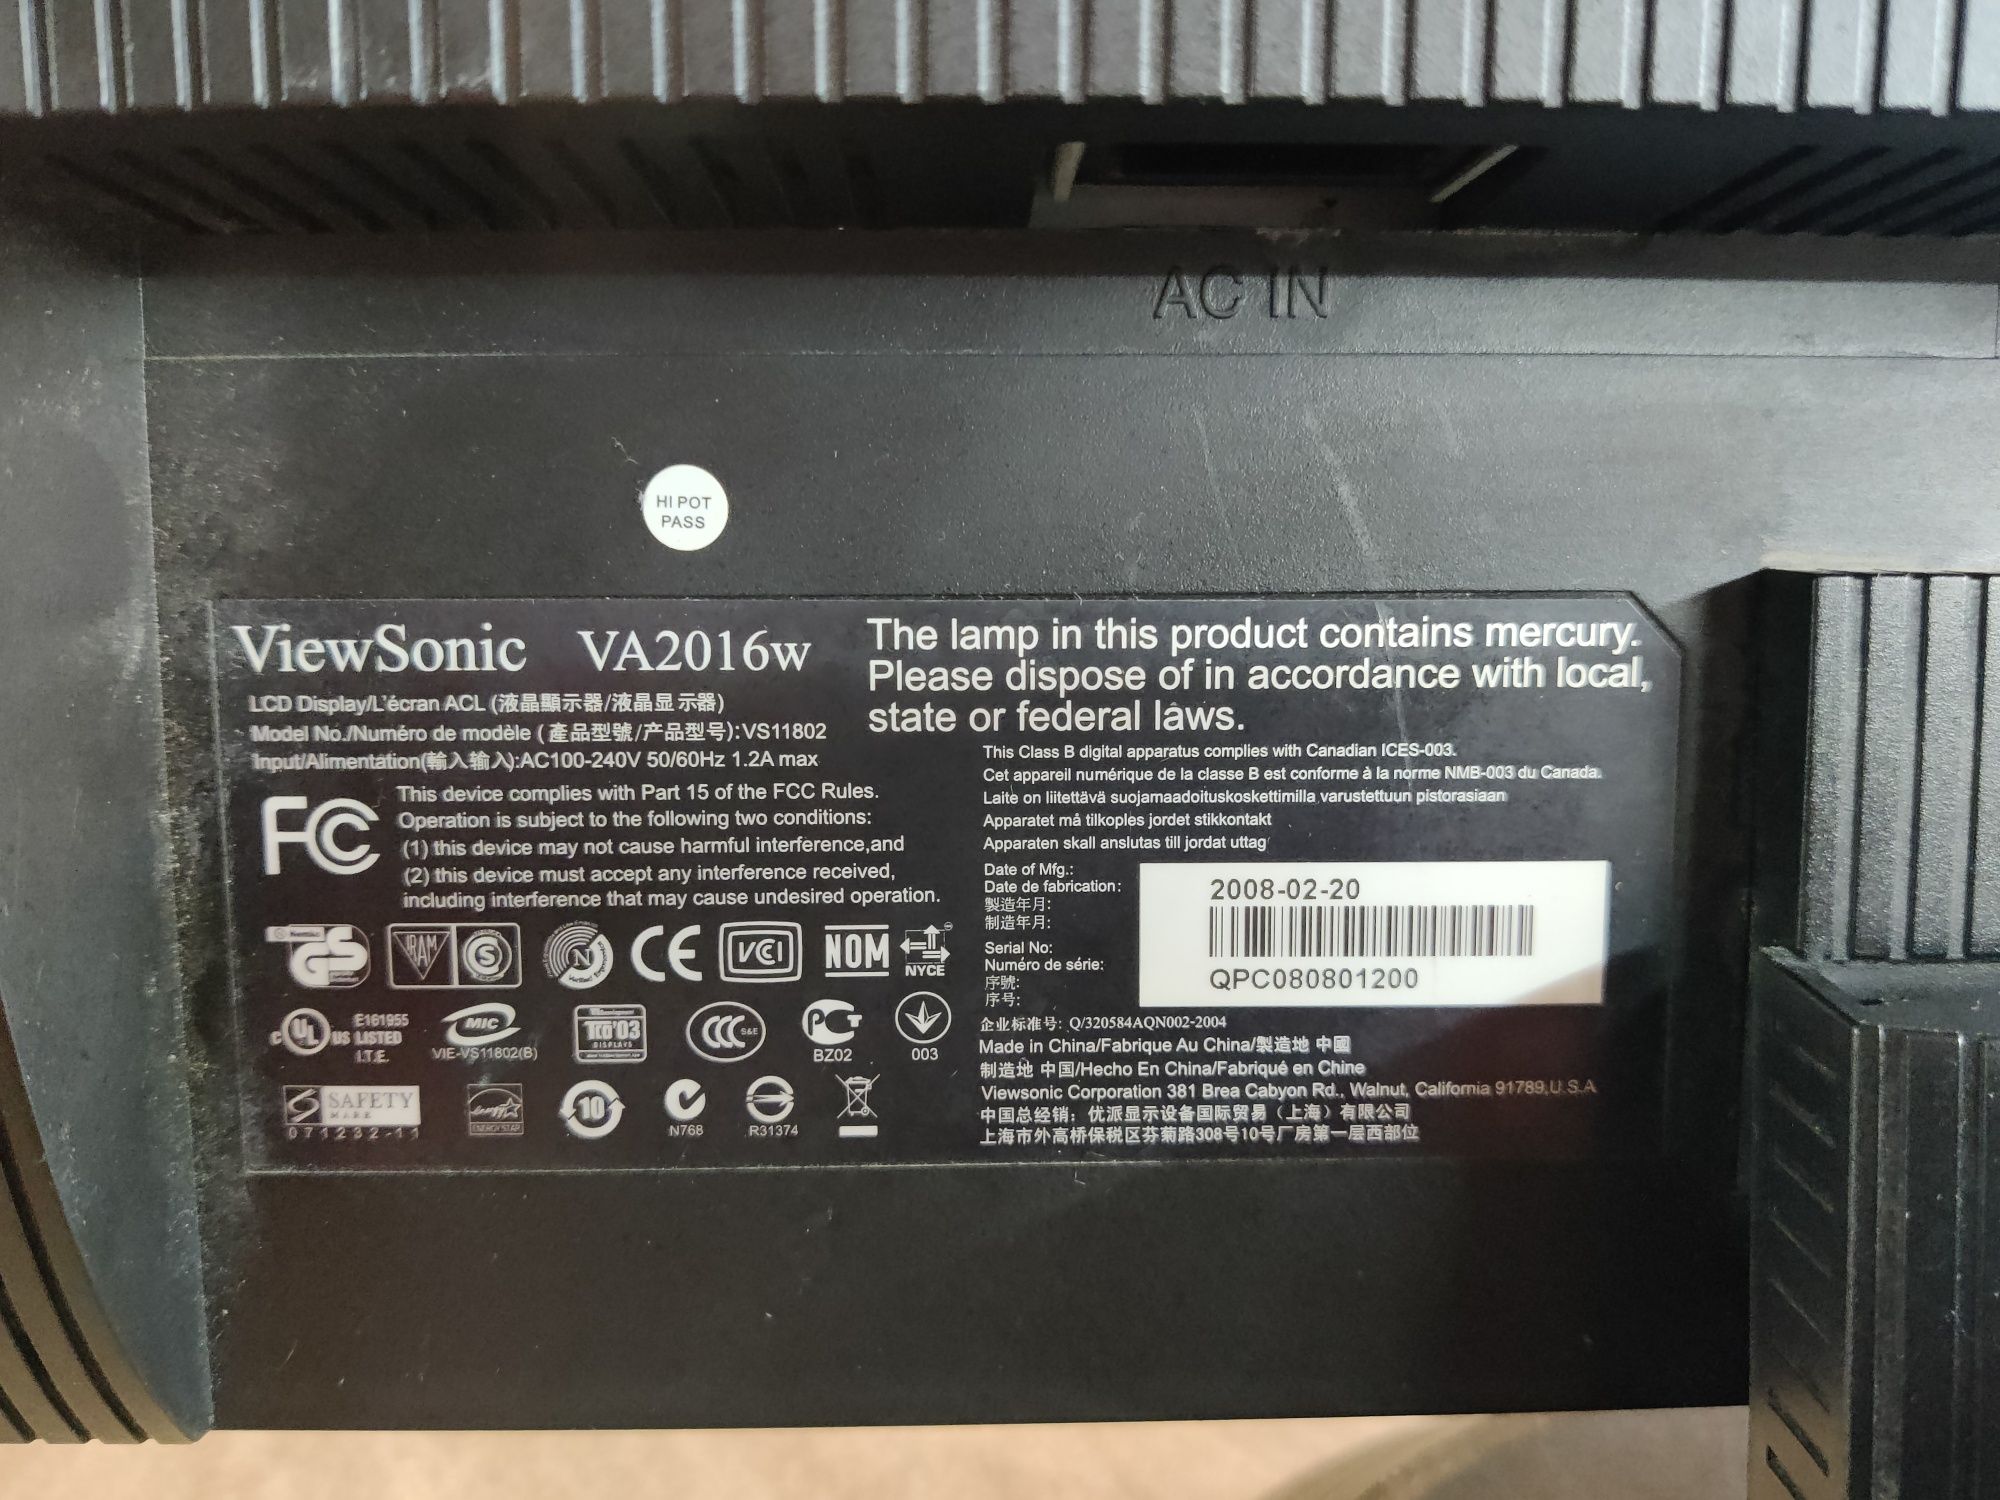 AC IN
HI POT
PASS
ViewSonic VA2016w
LCD Display/L'écran ACL (液晶顯示器/液晶显示器)
Model No./Numéro de modèle (產品型號/产品型号):VS11802
Input/Alimentation(輸入输入):AC100-240V 50/60Hz 1.2A max
FCC
This device complies with Part 15 of the FCC Rules.
Operation is subject to the following two conditions:
(1) this device may not cause harmful interference,and
(2) this device must accept any interference received,
including interference that may cause undesired operation.
The lamp in this product contains mercury.
Please dispose of in accordance with local,
state or federal laws.
This Class B digital apparatus complies with Canadian ICES-003.
Cet appareil numérique de la classe B est conforme à la norme NMB-003 du Canada.
Laite on liitettävä suojamaadoituskoskettimilla varustettuun pistorasiaan
Apparatet må tilkoples jordet stikkontakt
Apparaten skall anslutas till jordat uttag
Date of Mfg.:
Date de fabrication:
製造年月:
制造年月:
2008-02-20
Serial No:
Numéro de série:
序號:
序号:
QPC080801200
企业标准号: Q/320584AQN002-2004
Made in China/Fabrique Au China/製造地 中國
制造地 中国/Hecho En China/Fabriqué en Chine
Viewsonic Corporation 381 Brea Cabyon Rd., Walnut, California 91789,U.S.A
中国总经销: 优派显示设备国际贸易（上海）有限公司
上海市外高桥保税区芬菊路308号10号厂房第一层西部位
Nemko
GS IRAM S N CE VCI NOM NYCE
c UL US LISTED
E161955
I.T.E.
MIC
VIE-VS11802(B)
TCO'03
DISPLAYS
CCC S&E
PCT
BZ02
003
S SAFETY
MARK
071232-11
energy
ENERGY STAR
10
N768
R31374